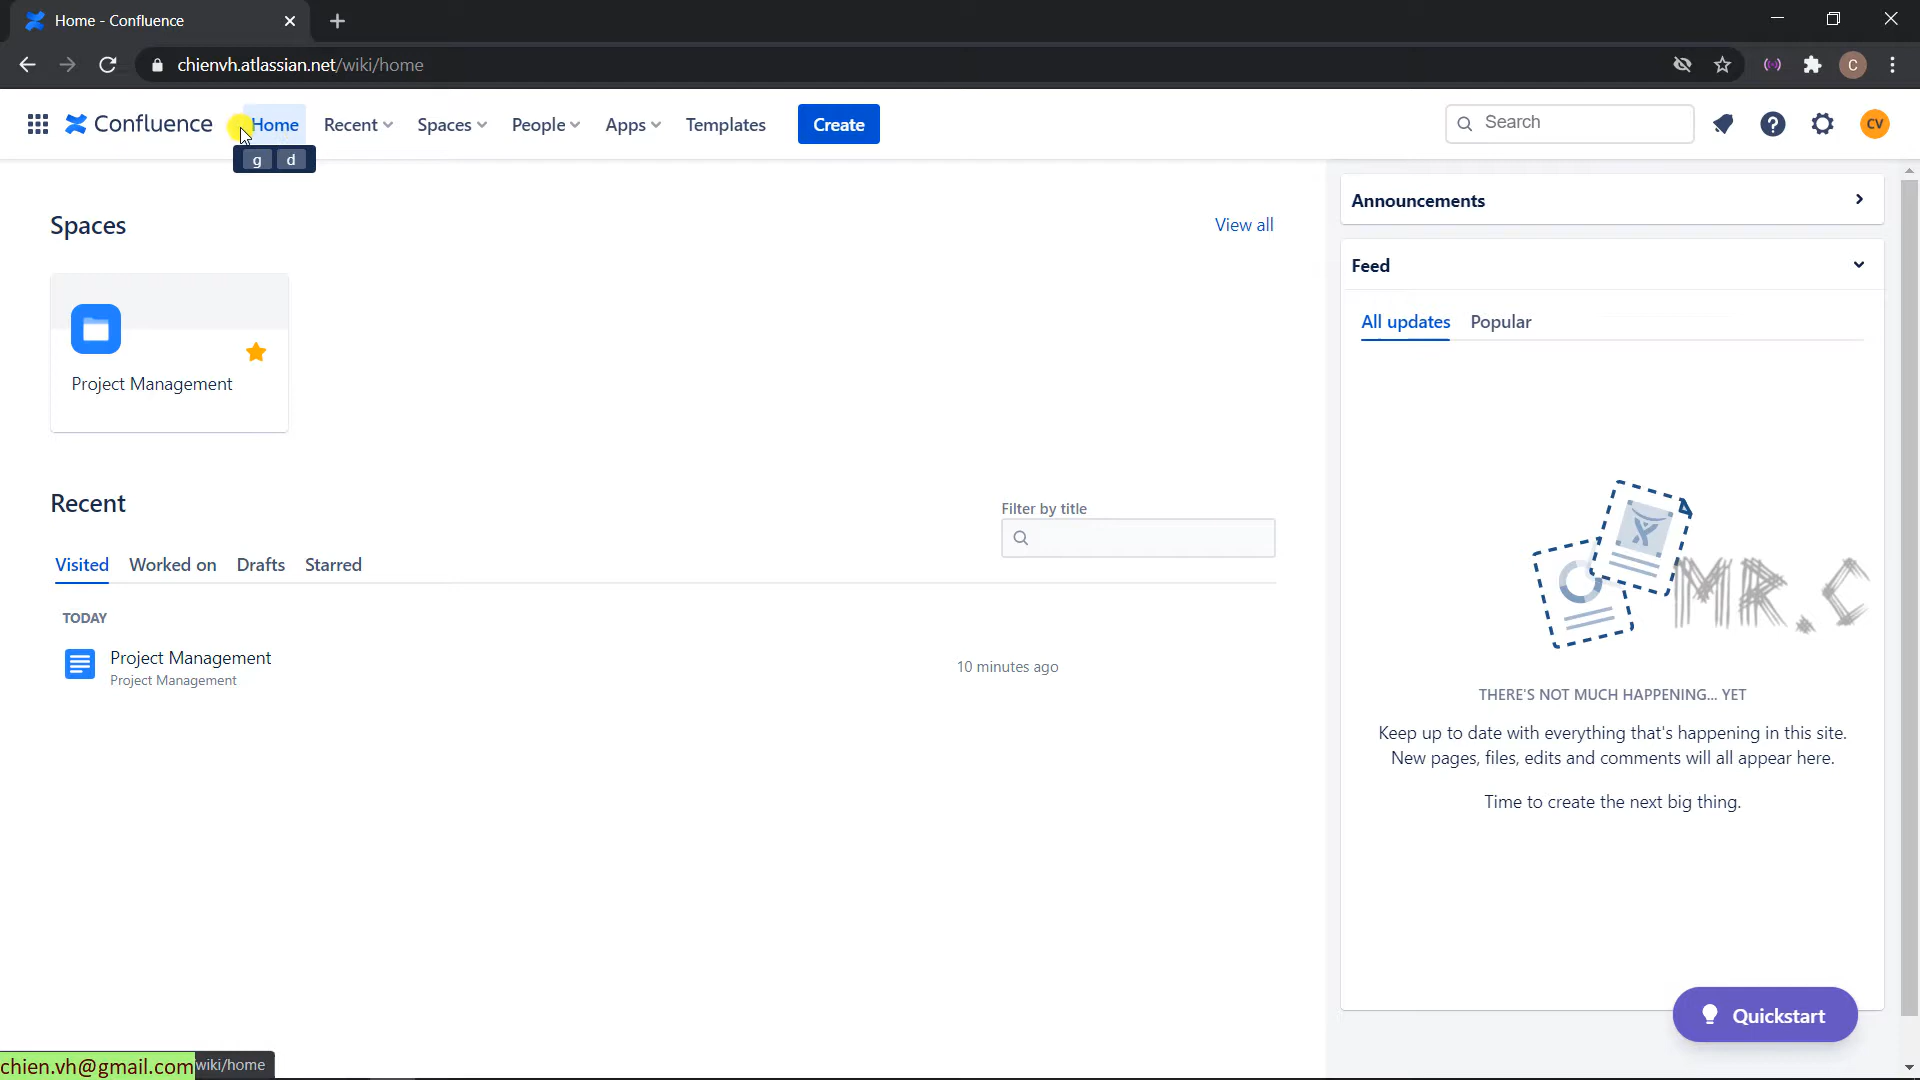 Home - Confluence
chienvh.atlassian.net/wiki/home
C
Confluence Home Recent Spaces People Apps Templates Create Search CV
g d
Spaces
View all
Project Management
Recent
Filter by title
Visited Worked on Drafts Starred
TODAY
Project Management
Project Management
10 minutes ago
Announcements
Feed
All updates Popular
MR.C
THERE'S NOT MUCH HAPPENING... YET
Keep up to date with everything that's happening in this site.
New pages, files, edits and comments will all appear here.
Time to create the next big thing.
Quickstart
chien.vh@gmail.com wiki/home